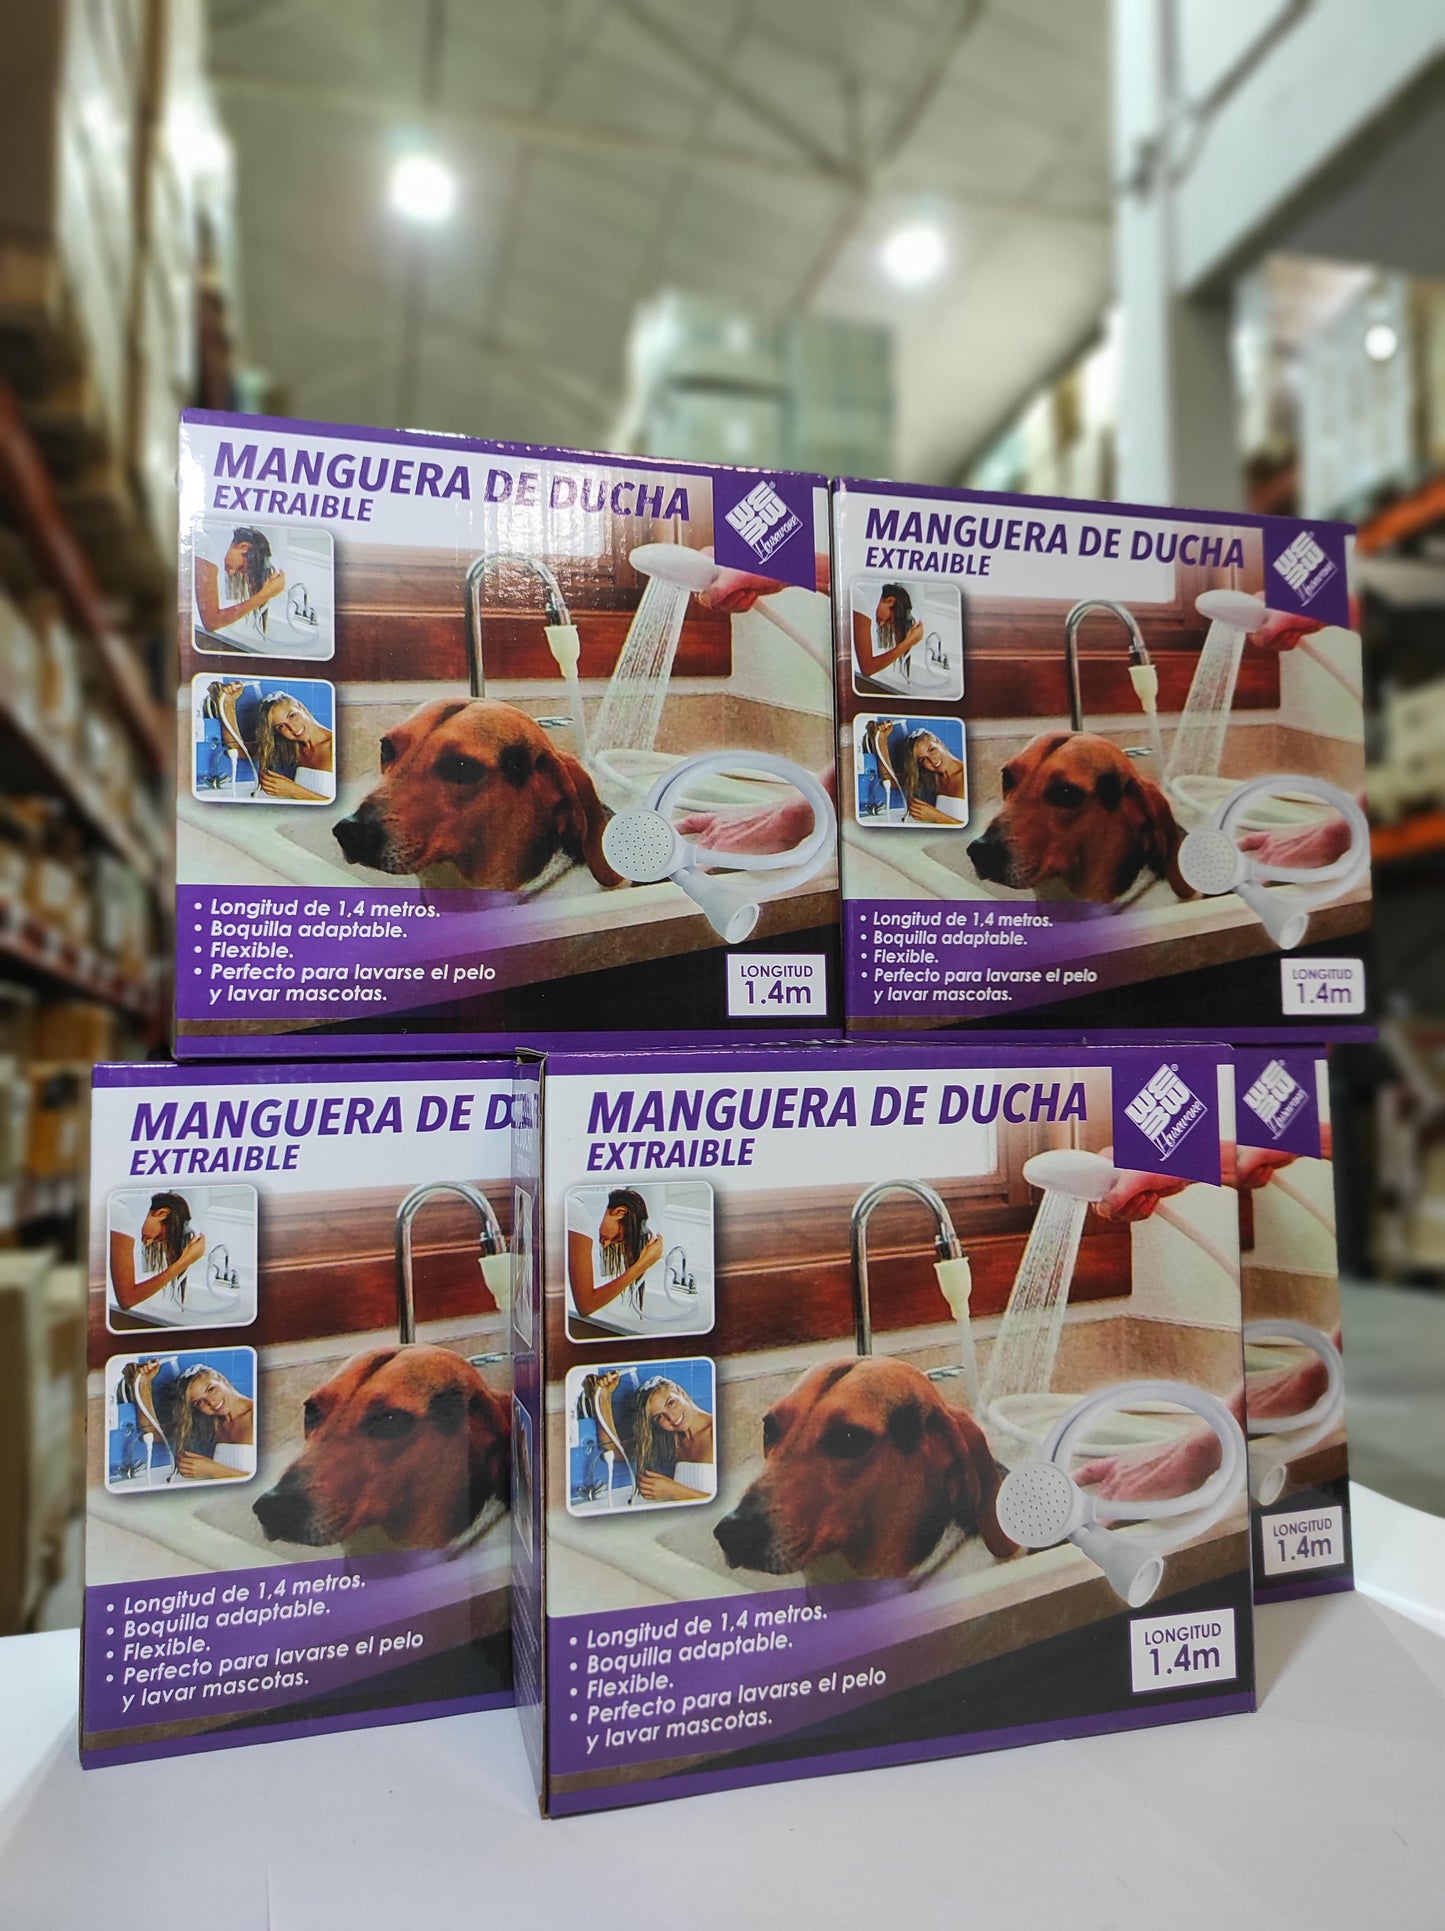 MANGUERA DE DUCHA
EXTRAIBLE
Houseware
• Longitud de 1,4 metros.
• Boquilla adaptable.
• Flexible.
• Perfecto para lavarse el pelo
y lavar mascotas.
LONGITUD
1.4m
MANGUERA DE DUCHA
EXTRAIBLE
Houseware
• Longitud de 1,4 metros.
• Boquilla adaptable.
• Flexible.
• Perfecto para lavarse el pelo
y lavar mascotas.
LONGITUD
1.4m
MANGUERA DE
EXTRAIBLE
• Longitud de 1,4 metros.
• Boquilla adaptable.
• Flexible.
• Perfecto para lavarse el pelo
y lavar mascotas.
MANGUERA DE DUCHA
EXTRAIBLE
Houseware
• Longitud de 1,4 metros.
• Boquilla adaptable.
• Flexible.
• Perfecto para lavarse el pelo
y lavar mascotas.
LONGITUD
1.4m
Houseware
LONGITUD
1.4m